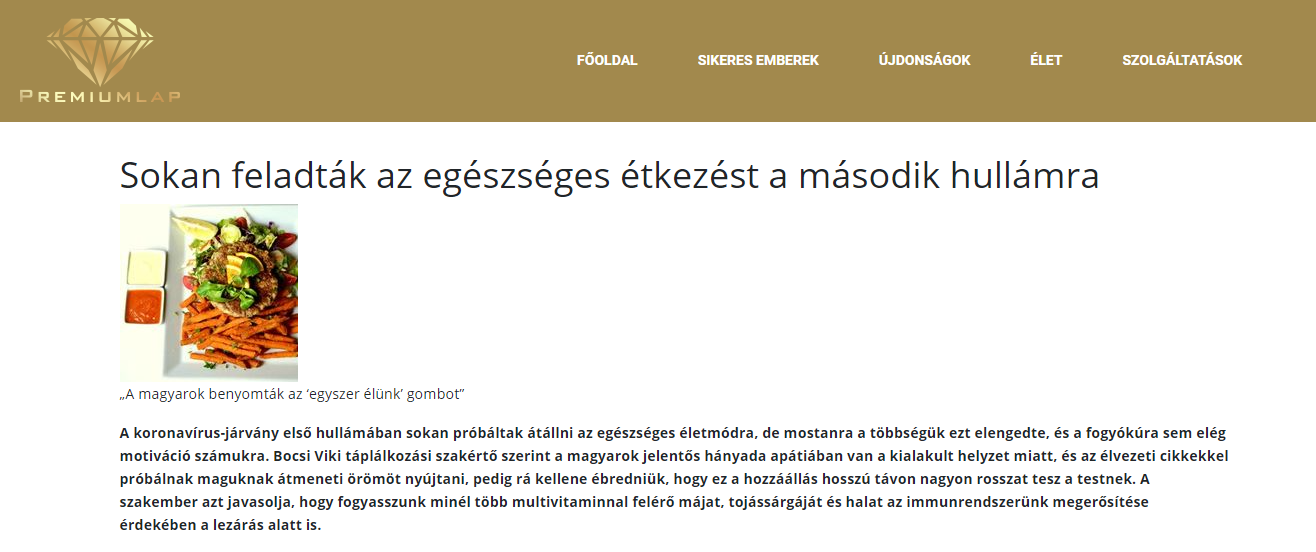 PREMIUMLAP
FŐOLDAL SIKERES EMBEREK ÚJDONSÁGOK ÉLET SZOLGÁLTATÁSOK
Sokan feladták az egészséges étkezést a második hullámra
„A magyarok benyomták az ‘egyszer élünk’ gombot”
A koronavírus-járvány első hullámában sokan próbáltak átállni az egészséges életmódra, de mostanra a többségük ezt elengedte, és a fogyókúra sem elég
motiváció számukra. Bocsi Viki táplálkozási szakértő szerint a magyarok jelentős hányada apátiában van a kialakult helyzet miatt, és az élvezeti cikkekkel
próbálnak maguknak átmeneti örömöt nyújtani, pedig rá kellene ébredniük, hogy ez a hozzáállás hosszú távon nagyon rosszat tesz a testnek. A
szakember azt javasolja, hogy fogyasszunk minél több multivitaminnal felérő májat, tojássárgáját és halat az immunrendszerünk megerősítése
érdekében a lezárás alatt is.